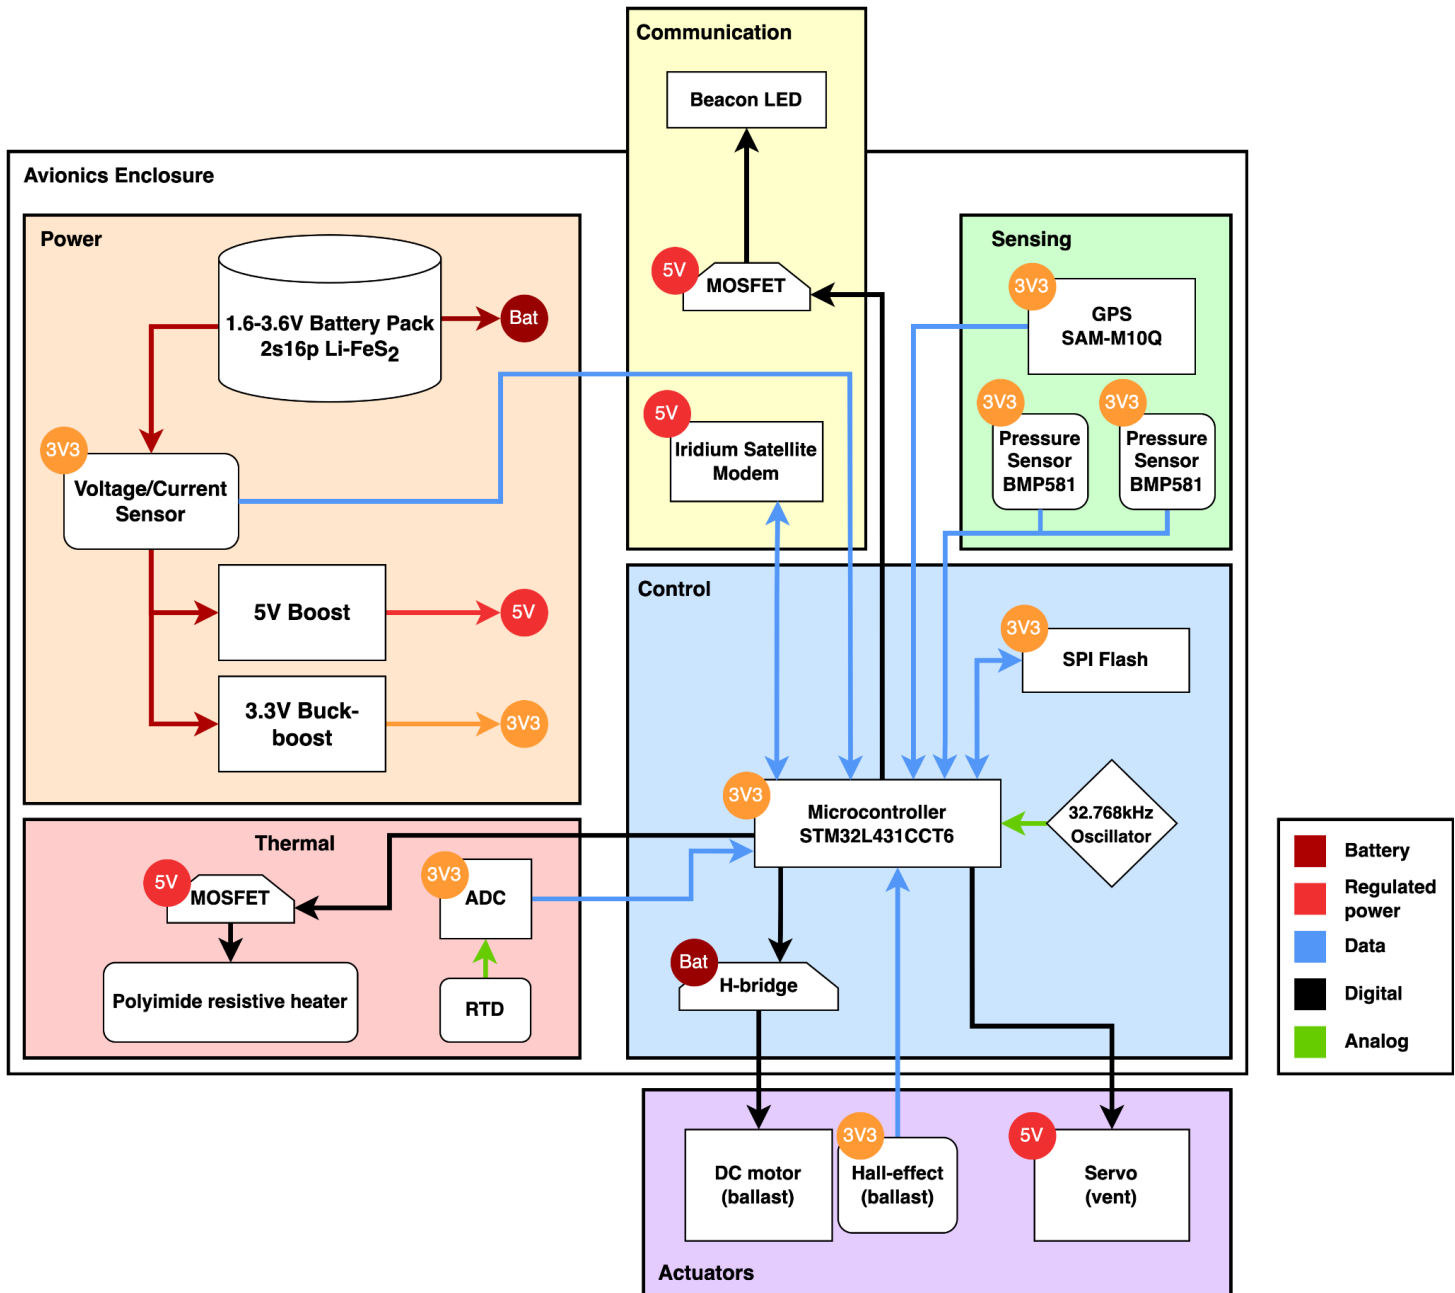 Communication
Beacon LED
5V
MOSFET
5V
Iridium Satellite
Modem
Avionics Enclosure
Power
1.6-3.6V Battery Pack
2s16p Li-FeS2
Bat
3V3
Voltage/Current
Sensor
5V Boost
5V
3.3V Buck-
boost
3V3
Sensing
3V3
GPS
SAM-M10Q
3V3
Pressure
Sensor
BMP581
3V3
Pressure
Sensor
BMP581
Control
3V3
SPI Flash
3V3
Microcontroller
STM32L431CCT6
32.768kHz
Oscillator
Bat
H-bridge
Thermal
5V
MOSFET
Polyimide resistive heater
3V3
ADC
RTD
DC motor
(ballast)
3V3
Hall-effect
(ballast)
5V
Servo
(vent)
Actuators
Battery
Regulated
power
Data
Digital
Analog